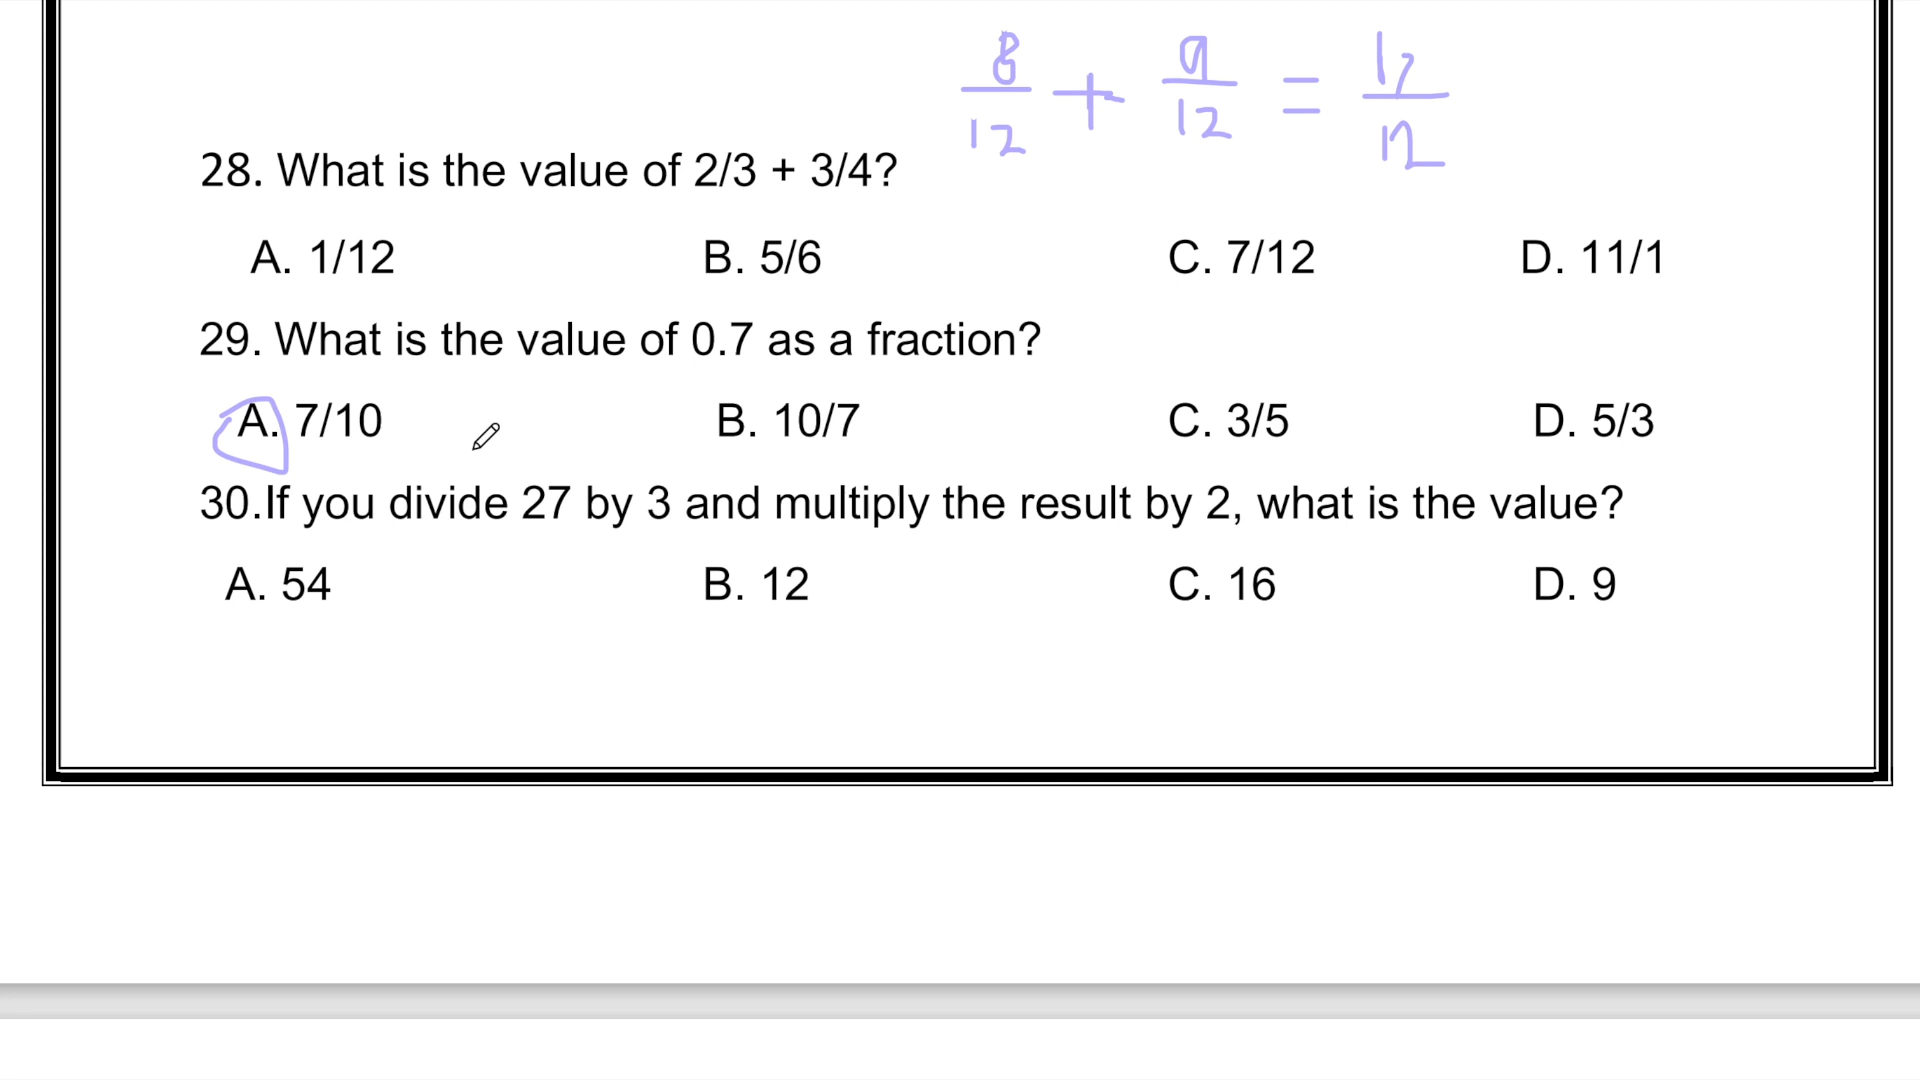 8/12 + 9/12 = 17/12
28. What is the value of 2/3 + 3/4?
A. 1/12 B. 5/6 C. 7/12 D. 11/1
29. What is the value of 0.7 as a fraction?
A. 7/10 B. 10/7 C. 3/5 D. 5/3
30.If you divide 27 by 3 and multiply the result by 2, what is the value?
A. 54 B. 12 C. 16 D. 9